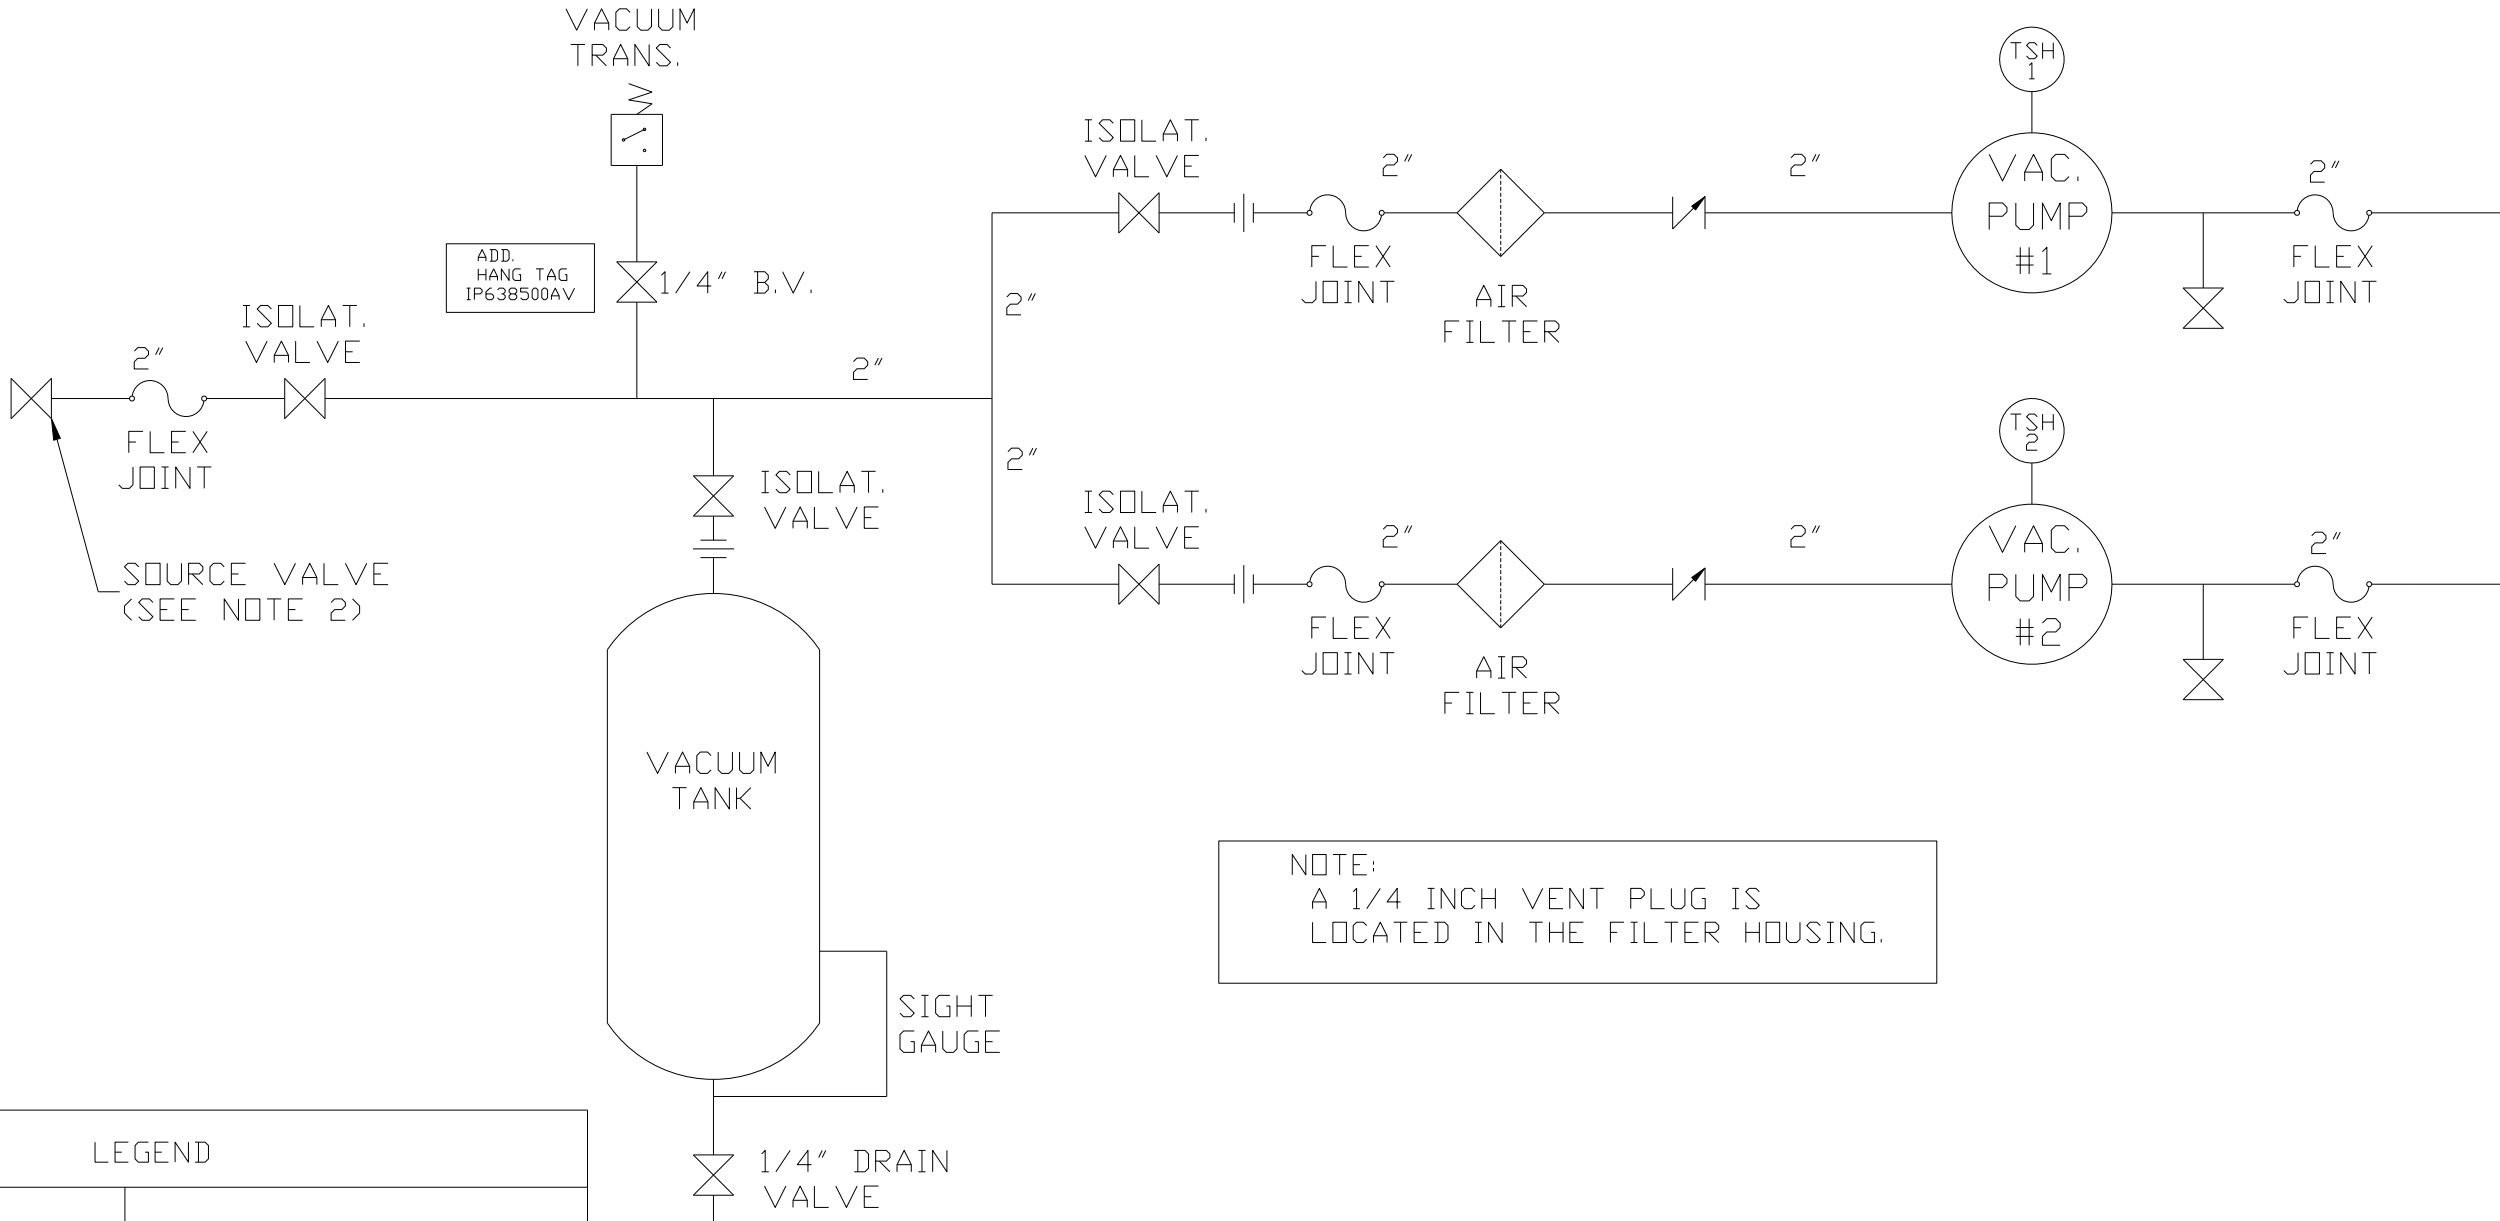 VACUUM
TRANS.
TSH
1
ISOLAT.
VALVE
2"
VAC.
PUMP
#1
2"
2"
FLEX
JOINT
ADD.
HANG TAG
IP638500AV
1/4" B.V.
2"
AIR
FILTER
FLEX
JOINT
ISOLAT.
VALVE
2"
2"
FLEX
JOINT
2"
TSH
2
ISOLAT.
VALVE
ISOLAT.
VALVE
2"
2"
2"
VAC.
PUMP
#2
SOURCE VALVE
(SEE NOTE 2)
FLEX
JOINT
AIR
FILTER
FLEX
JOINT
VACUUM
TANK
NOTE:
A 1/4 INCH VENT PLUG IS
LOCATED IN THE FILTER HOUSING.
SIGHT
GAUGE
LEGEND
1/4" DRAIN
VALVE